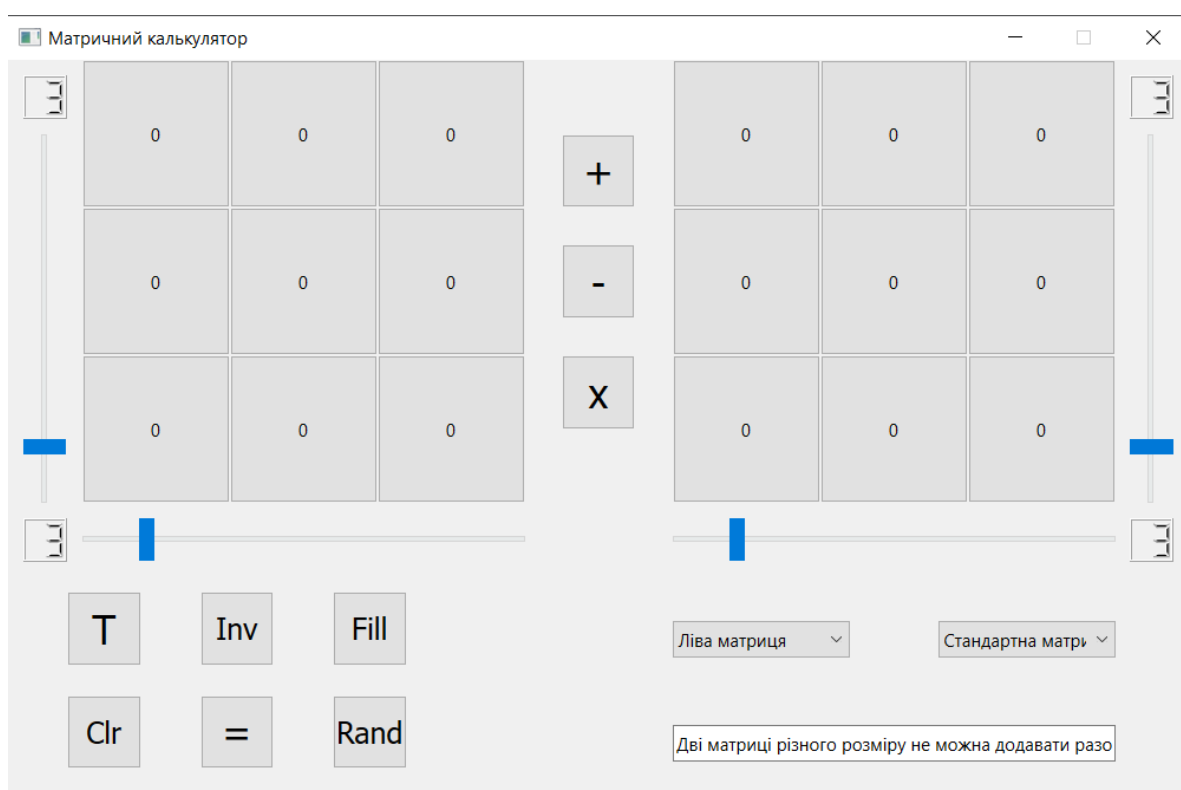 Матричний калькулятор
3 0 0 0 0 0 0 3
+
0 0 0 - 0 0 0
x
0 0 0 0 0 0
3 3
T Inv Fill
Ліва матриця Стандартна матри
Clr = Rand
Дві матриці різного розміру не можна додавати разо